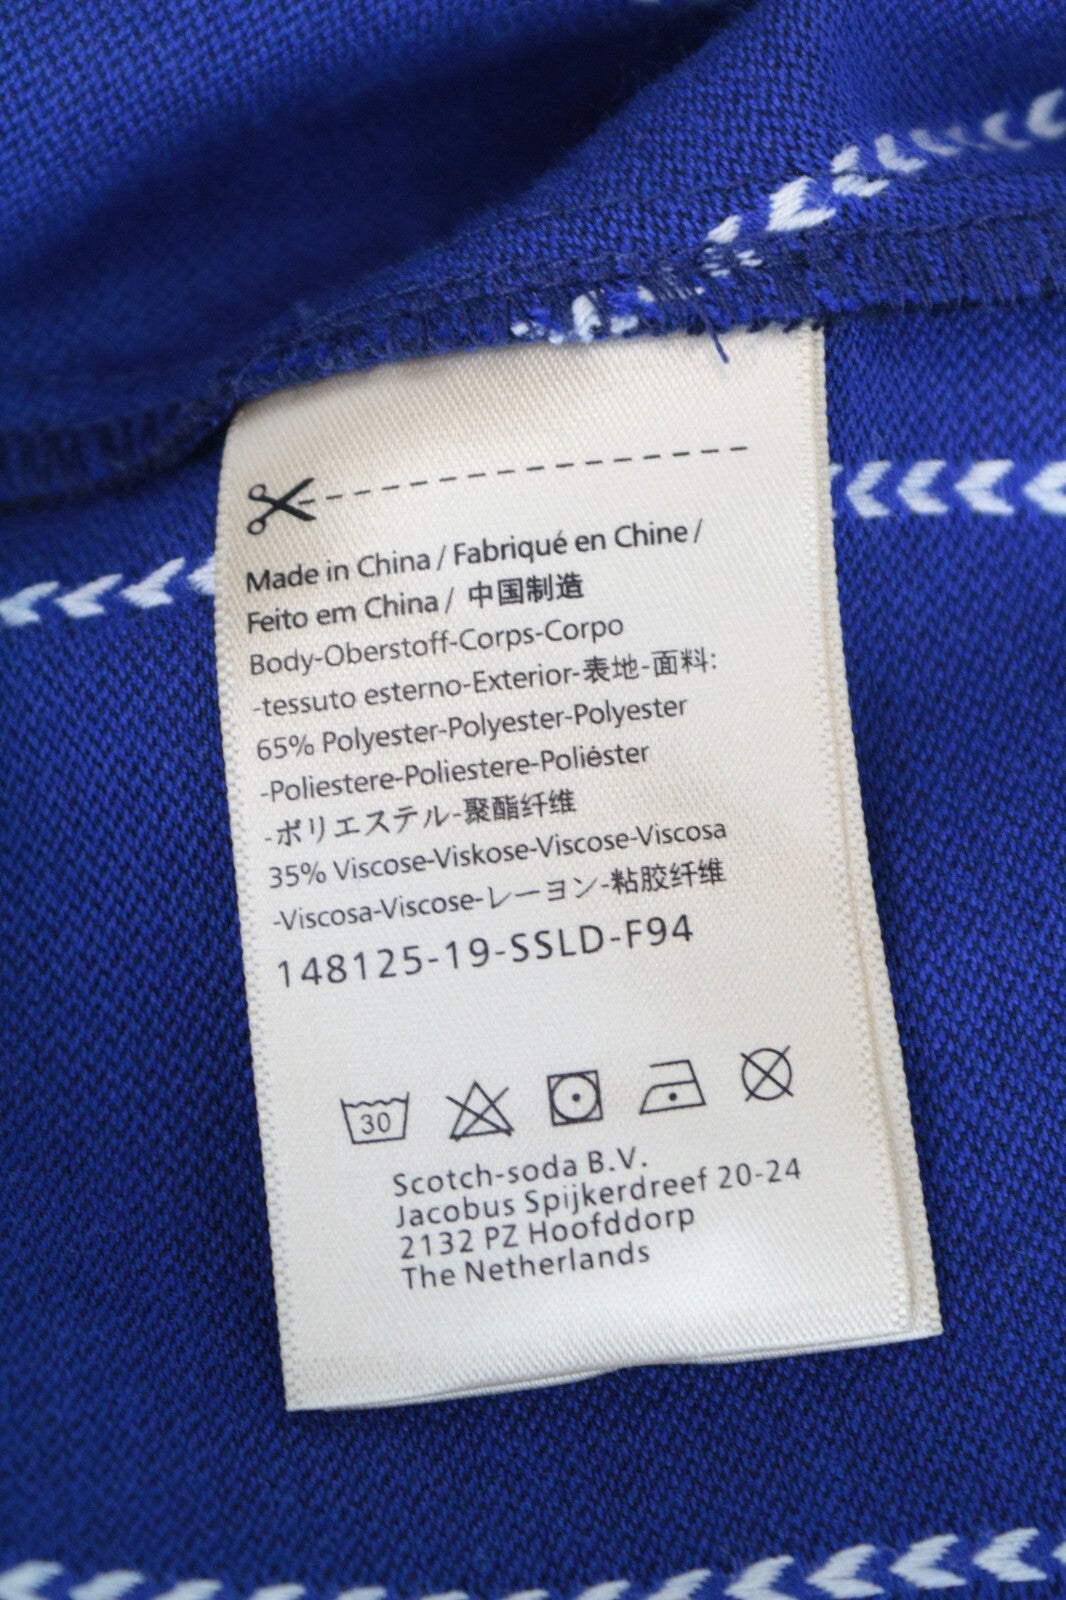 Made in China / Fabriqué en Chine /
Feito em China / 中国制造
Body-Oberstoff-Corps-Corpo
-tessuto esterno-Exterior-表地-面料:
65% Polyester-Polyester-Polyester
-Poliestere-Poliestere-Poliéster
-ポリエステル-聚酯纤维
35% Viscose-Viskose-Viscose-Viscosa
-Viscosa-Viscose-レーヨン-粘胶纤维
148125-19-SSLD-F94
30
Scotch-soda B.V.
Jacobus Spijkerdreef 20-24
2132 PZ Hoofddorp
The Netherlands